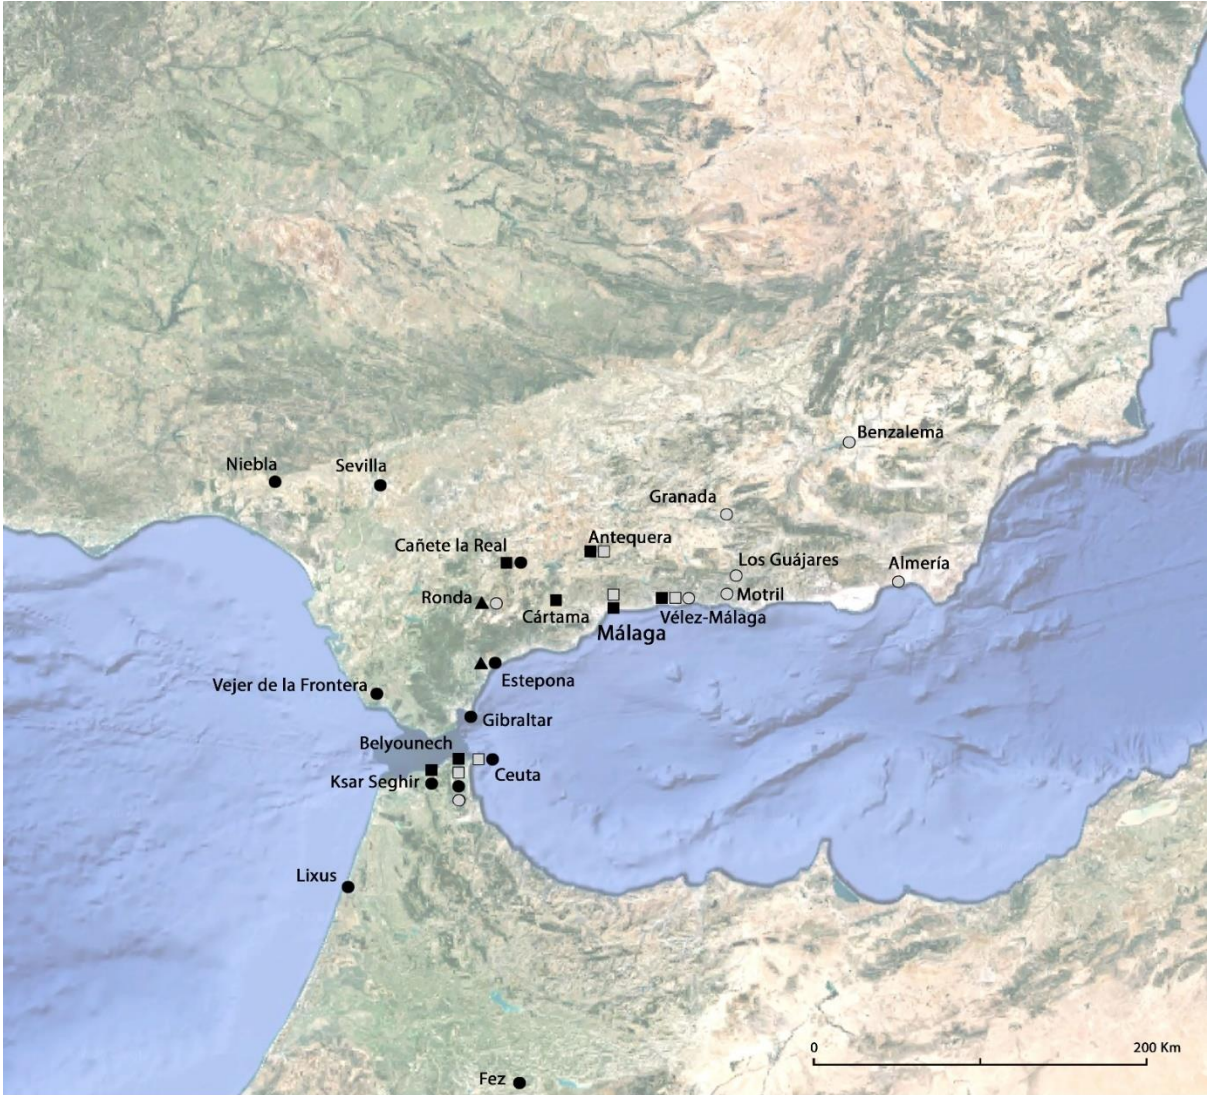 Benzalema
Niebla
Sevilla
Granada
Antequera
Cañete la Real
Los Guájares
Almería
Ronda
Motril
Cártama
Vélez-Málaga
Málaga
Estepona
Vejer de la Frontera
Gibraltar
Belyounech
Ceuta
Ksar Seghir
Lixus
0 200 Km
Fez